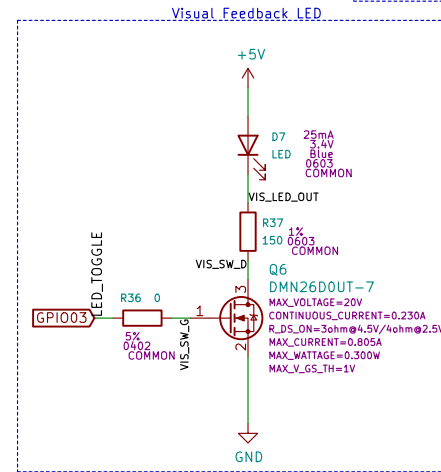 Visual Feedback LED
+5V
D7
LED
25mA
3.4V
Blue
0603
COMMON
VIS_LED_OUT
R37
150
1%
0603
COMMON
VIS_SW_D
Q6
DMN26D0UT-7
MAX_VOLTAGE=20V
CONTINUOUS_CURRENT=0.230A
R_DS_ON=3ohm@4.5V/4ohm@2.5V
MAX_CURRENT=0.805A
MAX_WATTAGE=0.300W
MAX_V_GS_TH=1V
3
1
2
LED_TOGGLE
GPIO03
R36 0
5%
0402
COMMON
VIS_SW_G
GND